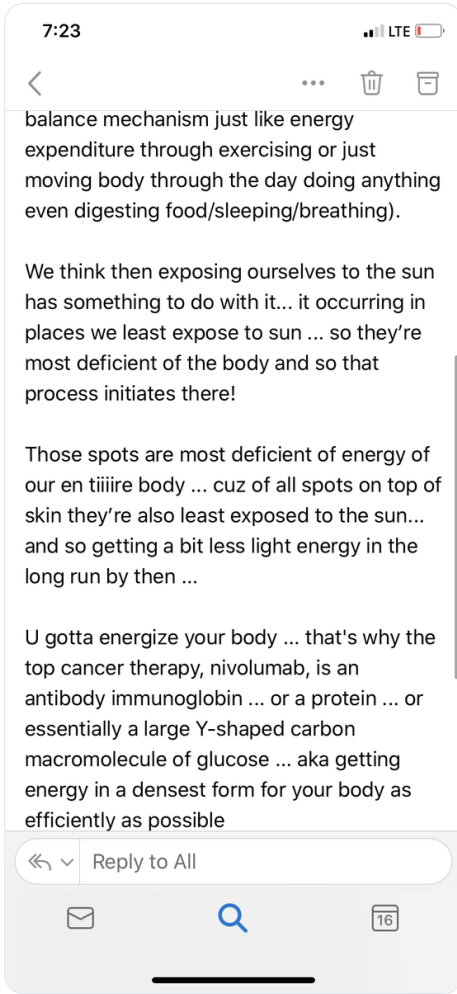 7:23
LTE
balance mechanism just like energy
expenditure through exercising or just
moving body through the day doing anything
even digesting food/sleeping/breathing).
We think then exposing ourselves to the sun
has something to do with it... it occurring in
places we least expose to sun ... so they're
most deficient of the body and so that
process initiates there!
Those spots are most deficient of energy of
our en tiiiire body ... cuz of all spots on top of
skin they're also least exposed to the sun...
and so getting a bit less light energy in the
long run by then ...
U gotta energize your body ... that's why the
top cancer therapy, nivolumab, is an
antibody immunoglobin ... or a protein ... or
essentially a large Y-shaped carbon
macromolecule of glucose ... aka getting
energy in a densest form for your body as
efficiently as possible
Reply to All
16